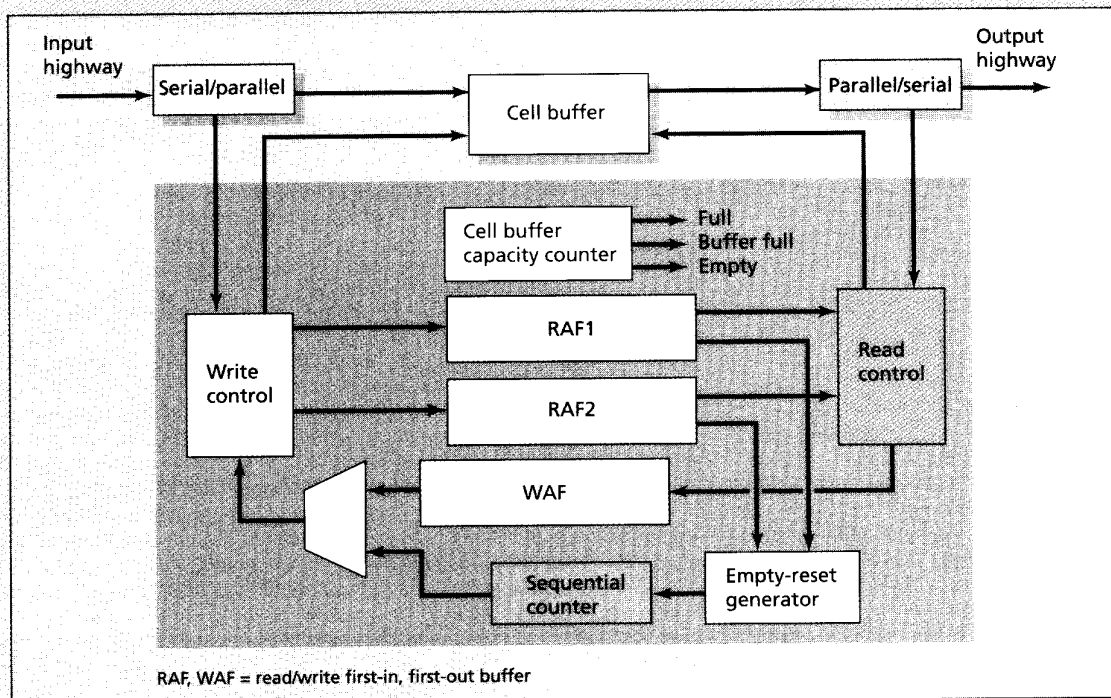 Input
highway
Output
highway
Serial/parallel
Cell buffer
Parallel/serial
Cell buffer
capacity counter
Full
Buffer full
Empty
Write
control
RAF1
Read
control
RAF2
WAF
Sequential
counter
Empty-reset
generator
RAF, WAF = read/write first-in, first-out buffer